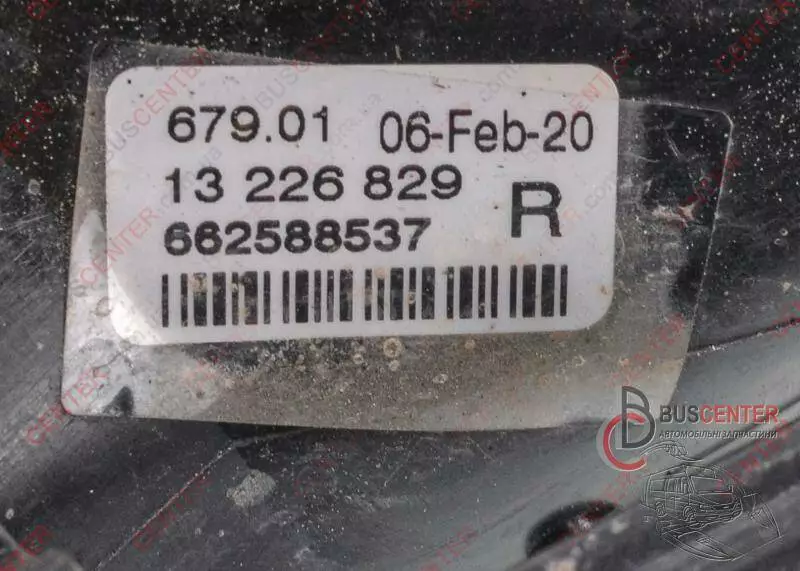 679.01 06-Feb-20
13 226 829
R
662588537
BUSCENTER
АВТОМОБІЛЬНІ ЗАПЧАСТИНИ